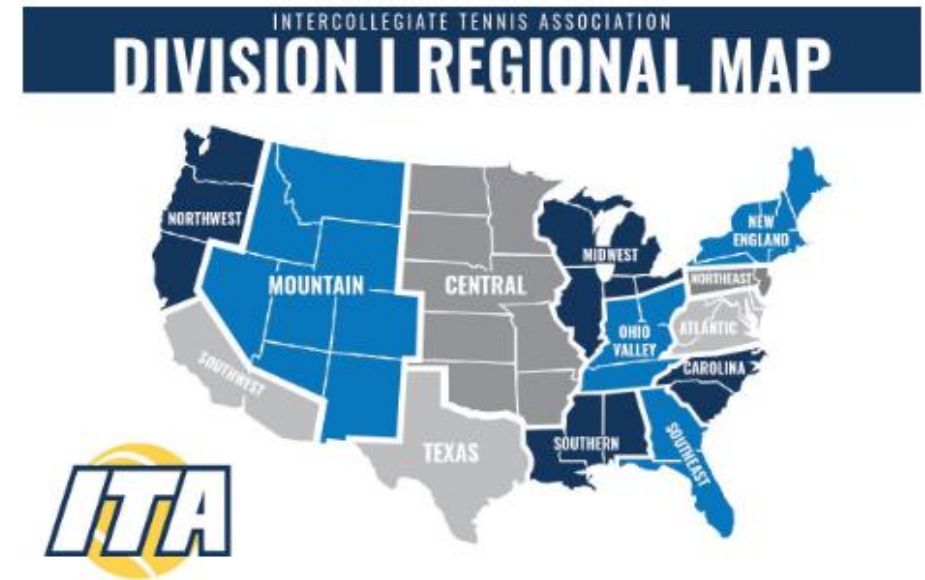 INTERCOLLEGIATE TENNIS ASSOCIATION
DIVISION I REGIONAL MAP
NORTHWEST
MOUNTAIN
CENTRAL
MIDWEST
NEW
ENGLAND
NORTHEAST
OHIO
VALLEY
ATLANTIC
CAROLINA
SOUTHWEST
TEXAS
SOUTHERN
SOUTHEAST
ITA